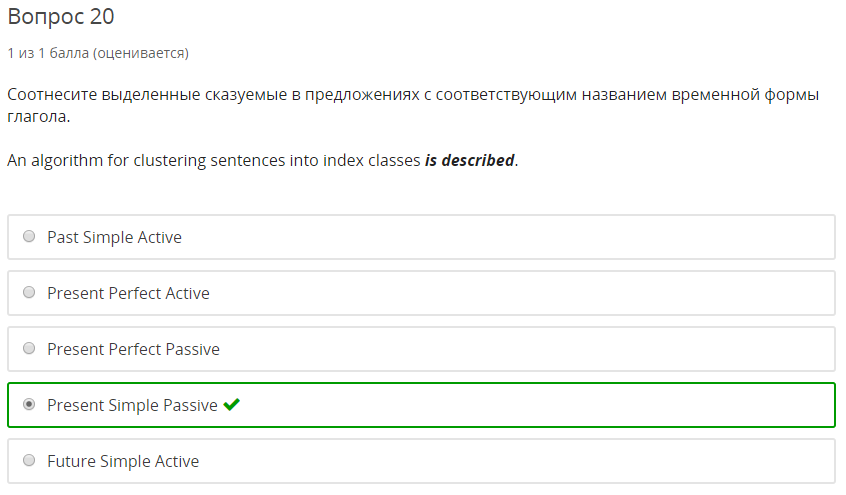 Вопрос 20
1 из 1 балла (оценивается)
Соотнесите выделенные сказуемые в предложениях с соответствующим названием временной формы
глагола.
An algorithm for clustering sentences into index classes is described.
Past Simple Active
Present Perfect Active
Present Perfect Passive
Present Simple Passive
Future Simple Active